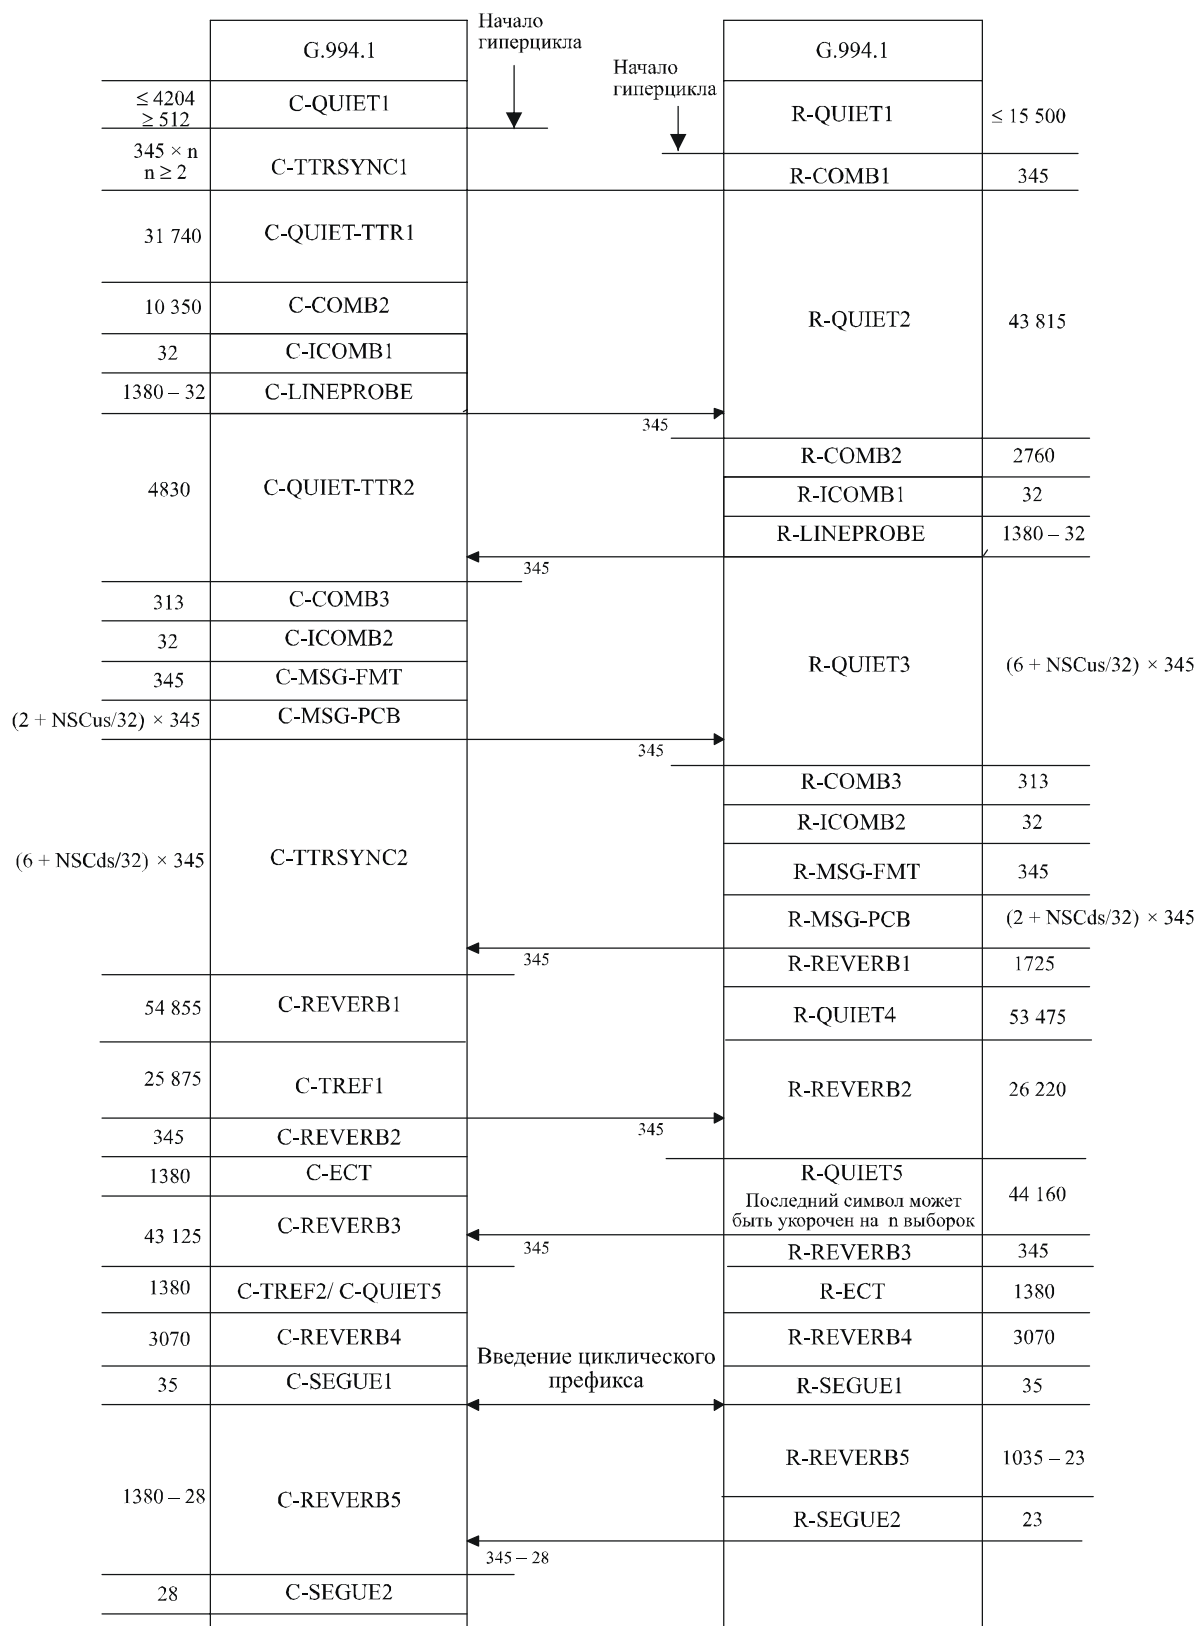 Начало
гиперцикла
G.994.1
G.994.1
Начало
гиперцикла
≤ 4204
≥ 512
C-QUIET1
R-QUIET1
≤ 15 500
345 × n
n ≥ 2
C-TTRSYNC1
R-COMB1
345
31 740
C-QUIET-TTR1
10 350
C-COMB2
R-QUIET2
43 815
32
C-ICOMB1
1380 – 32
C-LINEPROBE
345
4830
C-QUIET-TTR2
R-COMB2
2760
R-ICOMB1
32
R-LINEPROBE
1380 – 32
345
313
C-COMB3
32
C-ICOMB2
R-QUIET3
(6 + NSCus/32) × 345
345
C-MSG-FMT
(2 + NSCus/32) × 345
C-MSG-PCB
345
R-COMB3
313
R-ICOMB2
32
(6 + NSCds/32) × 345
C-TTRSYNC2
R-MSG-FMT
345
R-MSG-PCB
(2 + NSCds/32) × 345
345
R-REVERB1
1725
54 855
C-REVERB1
R-QUIET4
53 475
25 875
C-TREF1
R-REVERB2
26 220
345
345
C-REVERB2
1380
C-ECT
R-QUIET5
Последний символ может
быть укорочен на n выборок
44 160
43 125
C-REVERB3
345
R-REVERB3
345
1380
C-TREF2/ C-QUIET5
R-ECT
1380
3070
C-REVERB4
R-REVERB4
3070
Введение циклического
префикса
35
C-SEGUE1
R-SEGUE1
35
R-REVERB5
1035 – 23
1380 – 28
C-REVERB5
R-SEGUE2
23
345 – 28
28
C-SEGUE2